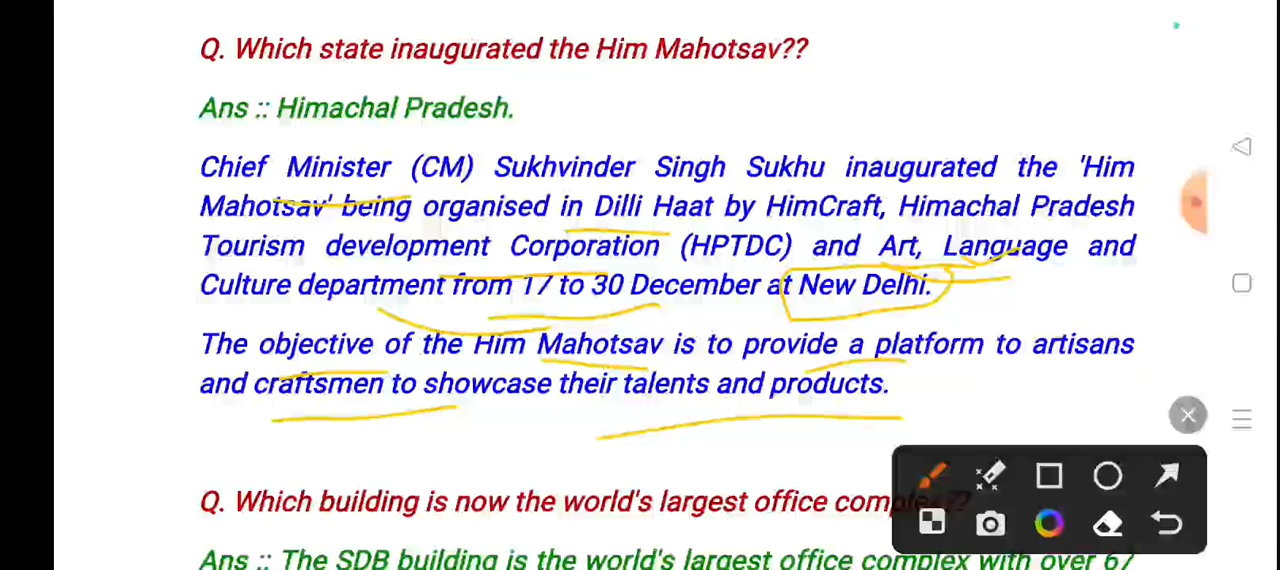 Q. Which state inaugurated the Him Mahotsav??
Ans :: Himachal Pradesh.
Chief Minister (CM) Sukhvinder Singh Sukhu inaugurated the 'Him
Mahotsav' being organised in Dilli Haat by HimCraft, Himachal Pradesh
Tourism development Corporation (HPTDC) and Art, Language and
Culture department from 17 to 30 December at New Delhi.
The objective of the Him Mahotsav is to provide a platform to artisans
and craftsmen to showcase their talents and products.
Q. Which building is now the world's largest office complex??
Ans :: The SDB building is the world's largest office complex with over 67